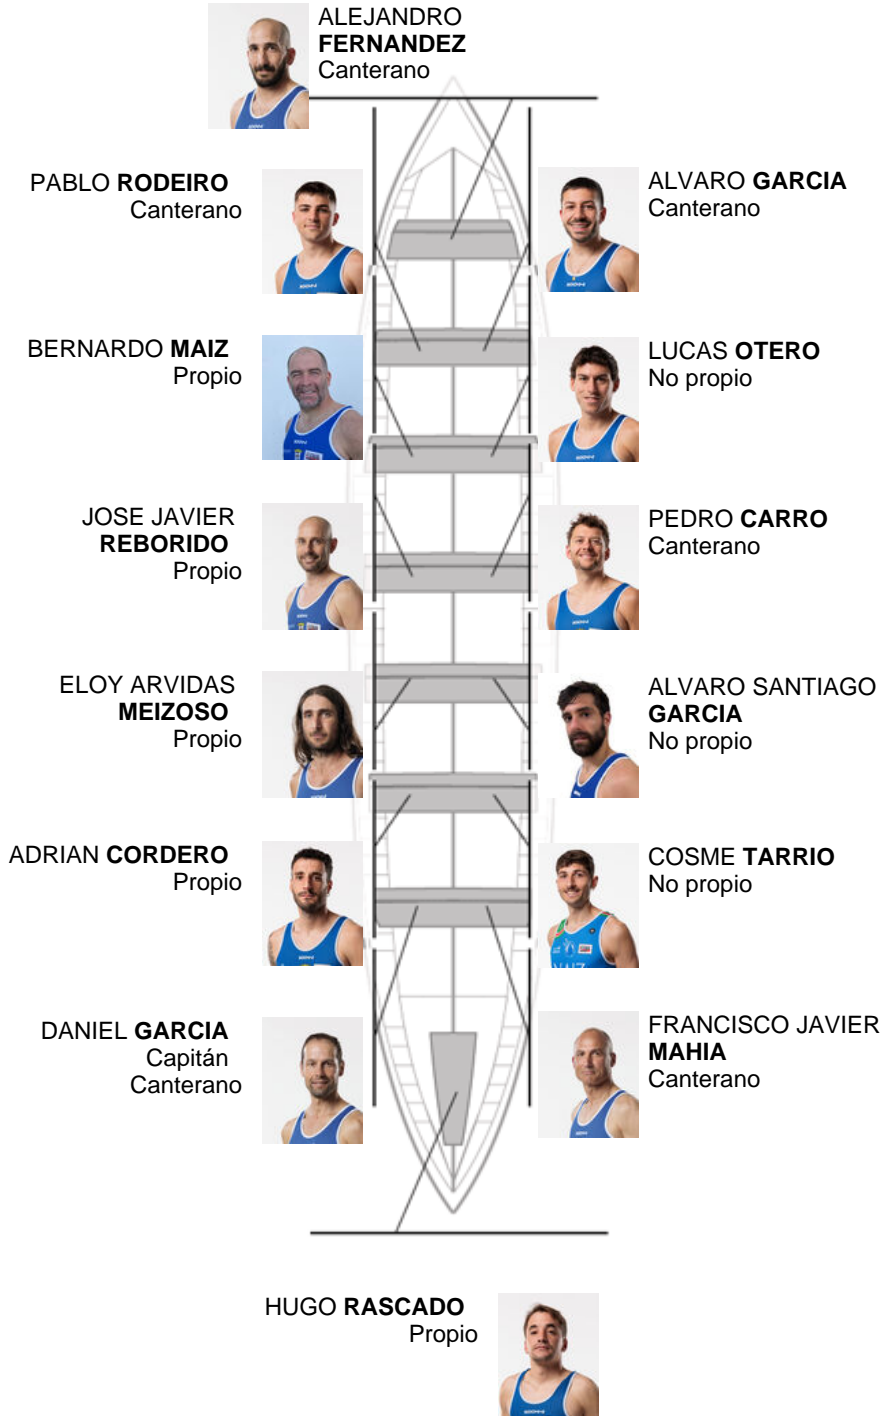 ALEJANDRO
FERNANDEZ
Canterano
PABLO RODEIRO
Canterano
ALVARO GARCIA
Canterano
BERNARDO MAIZ
Propio
LUCAS OTERO
No propio
JOSE JAVIER
REBORIDO
Propio
PEDRO CARRO
Canterano
ELOY ARVIDAS
MEIZOSO
Propio
ALVARO SANTIAGO
GARCIA
No propio
ADRIAN CORDERO
Propio
COSME TARRIO
No propio
DANIEL GARCIA
Capitán
Canterano
FRANCISCO JAVIER
MAHIA
Canterano
HUGO RASCADO
Propio